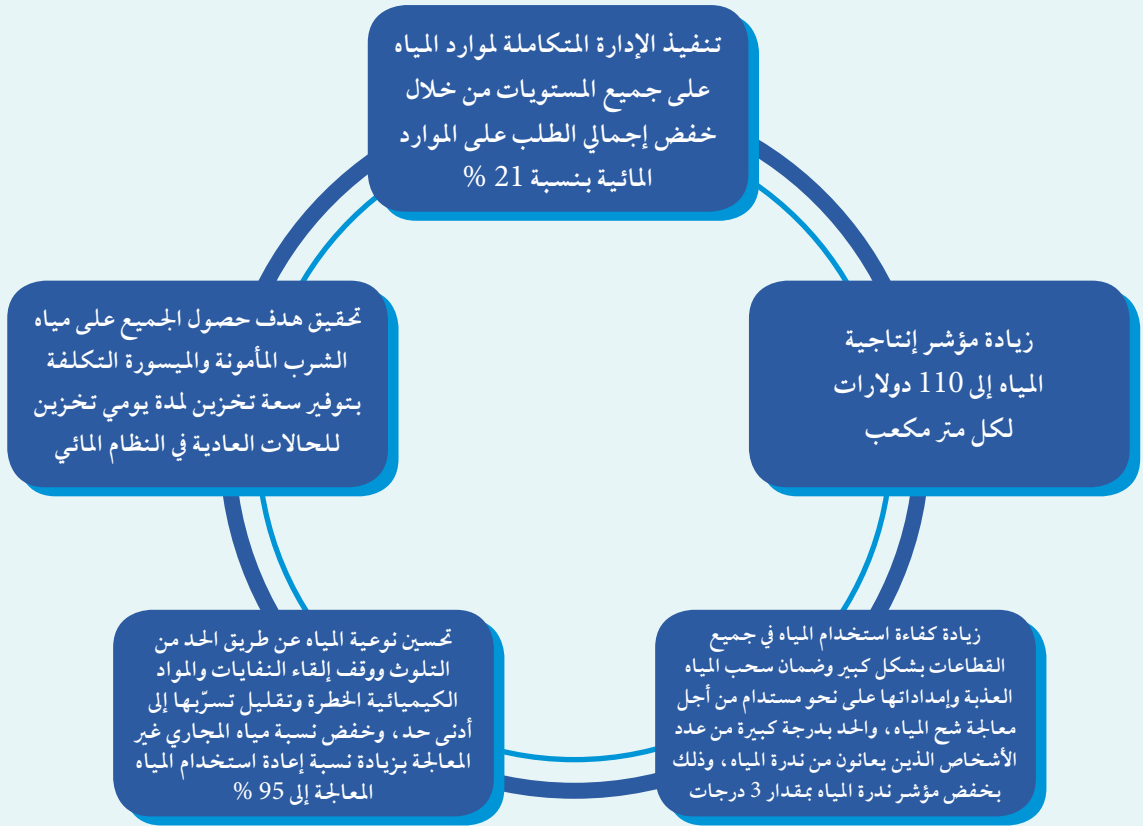 تنفيذ الإدارة المتكاملة لموارد المياه
على جميع المستويات من خلال
خفض إجمالي الطلب على الموارد
المائية بنسبة 21 %
زيادة مؤشر إنتاجية
المياه إلى 110 دولارات
لكل متر مكعب
تحقيق هدف حصول الجميع على مياه
الشرب المأمونة والميسورة التكلفة
بتوفير سعة تخزين لمدة يومي تخزين
للحالات العادية في النظام المائي
زيادة كفاءة استخدام المياه في جميع
القطاعات بشكل كبير وضمان سحب المياه
العذبة وإمداداتها على نحو مستدام من أجل
معالجة شح المياه، والحد بدرجة كبيرة من عدد
الأشخاص الذين يعانون من ندرة المياه، وذلك
بخفض مؤشر ندرة المياه بمقدار 3 درجات
تحسين نوعية المياه عن طريق الحد من
التلوث ووقف إلقاء النفايات والمواد
الكيميائية الخطرة وتقليل تسرّبها إلى
أدنى حد، وخفض نسبة مياه المجاري غير
المعالجة بزيادة نسبة إعادة استخدام المياه
المعالجة إلى 95 %